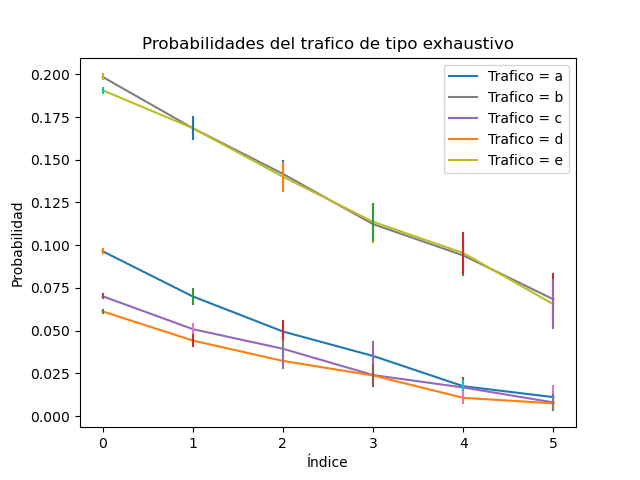 Probabilidades del trafico de tipo exhaustivo
Trafico = a
Trafico = b
Trafico = c
Trafico = d
Trafico = e
Probabilidad
0.200
0.175
0.150
0.125
0.100
0.075
0.050
0.025
0.000
0 1 2 3 4 5
Índice